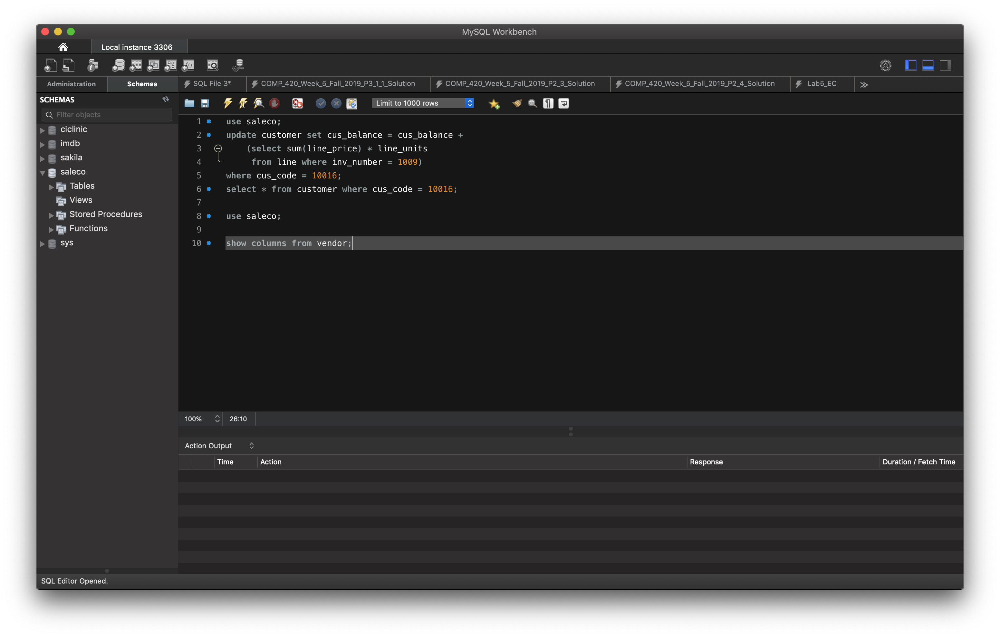 MySQL Workbench
Local instance 3306
Administration
Schemas
SQL File 3*
COMP_420_Week_5_Fall_2019_P3_1_1_Solution
COMP_420_Week_5_Fall_2019_P2_3_Solution
COMP_420_Week_5_Fall_2019_P2_4_Solution
Lab5_EC
SCHEMAS
Filter objects
ciclinic
imdb
sakila
saleco
Tables
Views
Stored Procedures
Functions
sys
Limit to 1000 rows
1 use saleco;
2 update customer set cus_balance = cus_balance +
3 (select sum(line_price) * line_units
4 from line where inv_number = 1009)
5 where cus_code = 10016;
6 select * from customer where cus_code = 10016;
7
8 use saleco;
9
10 show columns from vendor;
100% 26:10
Action Output
Time Action Response Duration / Fetch Time
SQL Editor Opened.